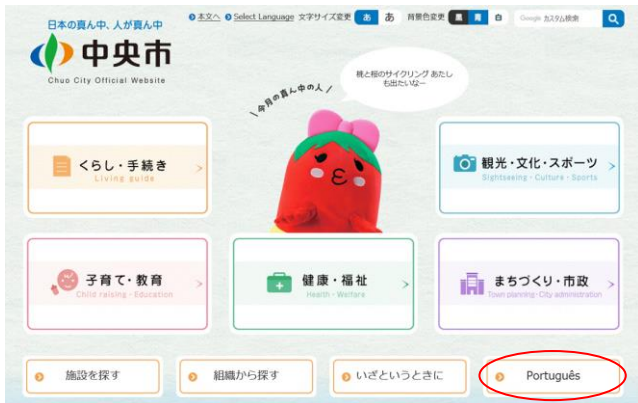 日本の真ん中、人が真ん中
本文へ Select Language 文字サイズ変更 あ あ 背景色変更 黒 青 白 Google カスタム検索
中央市
Chuo City Official Website
今月の真ん中の人
桃と桜のサイクリング あたし
も出たいなー
くらし・手続き
Living guide
観光・文化・スポーツ
Sightseeing・Culture・Sports
子育て・教育
Child raising・Education
健康・福祉
Health・Welfare
まちづくり・市政
Town planning・City administration
施設を探す
組織から探す
いざというときに
Português